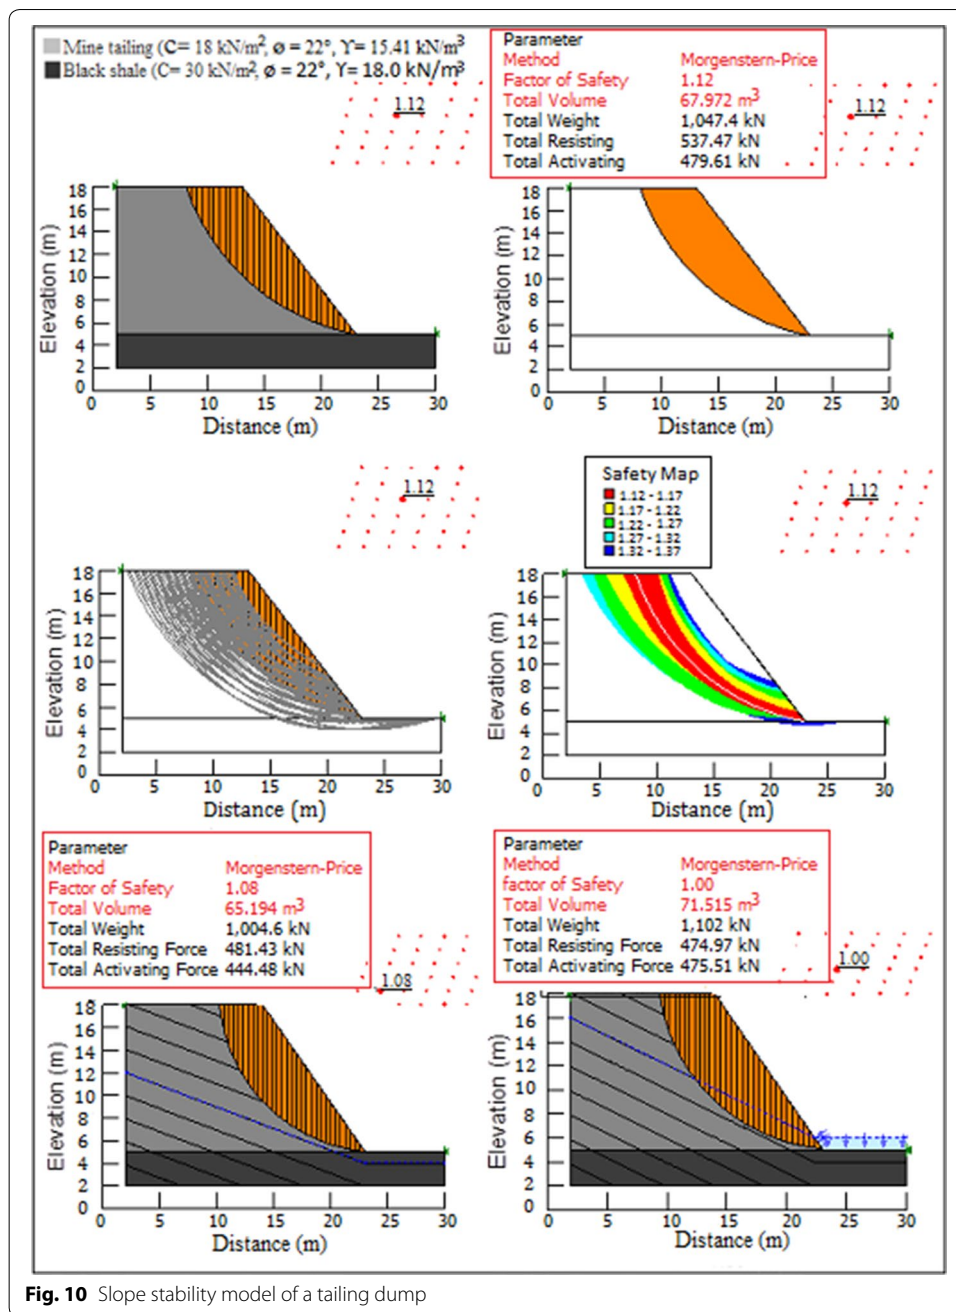 Mine tailing (C= 18 kN/m², ø = 22°, Y= 15.41 kN/m³
Black shale (C= 30 kN/m², ø = 22°, Y= 18.0 kN/m³
1.12
Parameter
Method Morgenstern-Price
Factor of Safety 1.12
Total Volume 67.972 m³
Total Weight 1,047.4 kN
Total Resisting 537.47 kN
Total Activating 479.61 kN
1.12
18
16
14
12
10
8
6
4
2
0
Elevation (m)
0 5 10 15 20 25 30
Distance (m)
18
16
14
12
10
8
6
4
2
0
Elevation (m)
0 5 10 15 20 25 30
Distance (m)
1.12
18
16
14
12
10
8
6
4
2
0
Elevation (m)
0 5 10 15 20 25 30
Distance (m)
Safety Map
1.12 - 1.17
1.17 - 1.22
1.22 - 1.27
1.27 - 1.32
1.32 - 1.37
1.12
18
16
14
12
10
8
6
4
2
0
Elevation (m)
0 5 10 15 20 25 30
Distance (m)
Parameter
Method Morgenstern-Price
Factor of Safety 1.08
Total Volume 65.194 m³
Total Weight 1,004.6 kN
Total Resisting Force 481.43 kN
Total Activating Force 444.48 kN
1.08
18
16
14
12
10
8
6
4
2
0
Elevation (m)
0 5 10 15 20 25 30
Distance (m)
Parameter
Method Morgenstern-Price
factor of Safety 1.00
Total Volume 71.515 m³
Total Weight 1,102 kN
Total Resisting Force 474.97 kN
Total Activating Force 475.51 kN
1.00
18
16
14
12
10
8
6
4
2
0
Elevation (m)
0 5 10 15 20 25 30
Distance (m)
Fig. 10 Slope stability model of a tailing dump